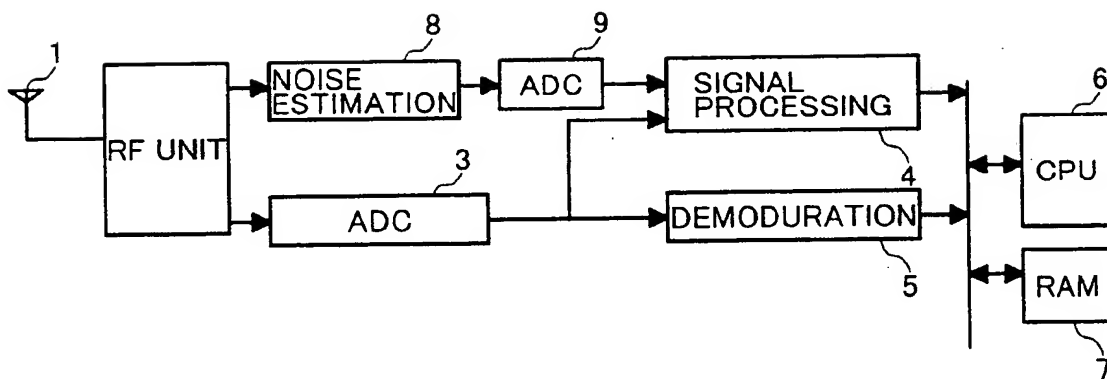 1
8
9
NOISE
ESTIMATION
ADC
SIGNAL
PROCESSING
6
RF UNIT
3
4
CPU
ADC
DEMODURATION
5
RAM
7